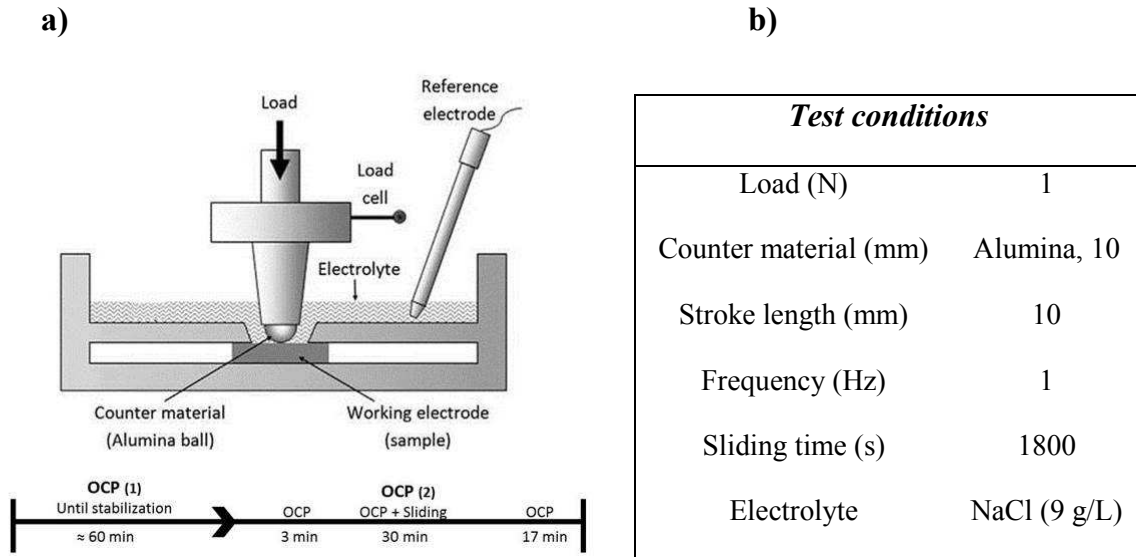 a)
Load
Load
cell
Reference
electrode
Electrolyte
Counter material
(Alumina ball)
Working electrode
(sample)
OCP (1)
Until stabilization
≈ 60 min
OCP (2)
OCP
OCP + Sliding
OCP
3 min
30 min
17 min
b)
Test conditions
Load (N) 1
Counter material (mm) Alumina, 10
Stroke length (mm) 10
Frequency (Hz) 1
Sliding time (s) 1800
Electrolyte NaCl (9 g/L)